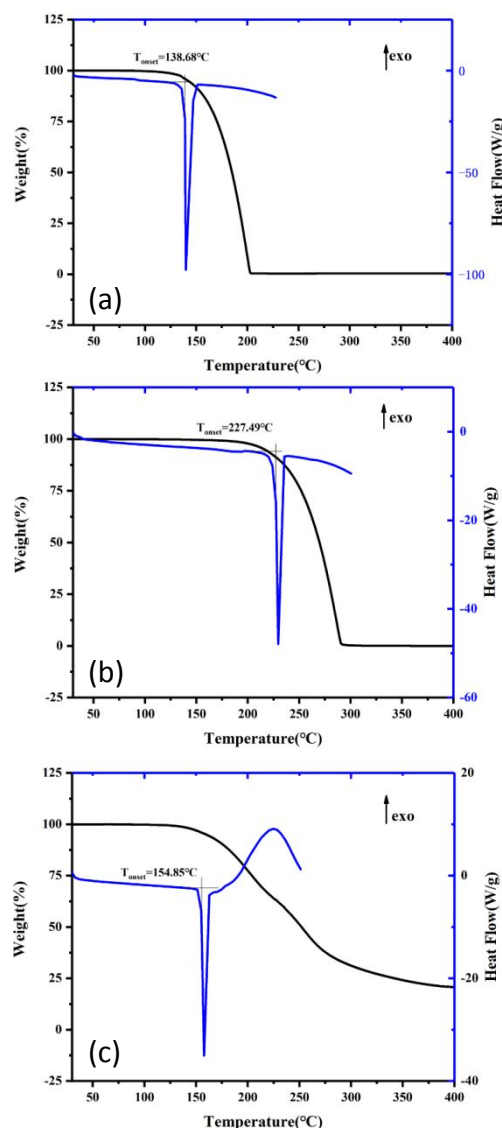 (a)
T_onset=138.68℃
exo
Weight(%)
125
100
75
50
25
0
-25
Heat Flow(W/g)
0
-100
50 100 150 200 250 300 350 400
Temperature(℃)
(b)
T_onset=227.49℃
exo
Weight(%)
125
100
75
50
25
0
-25
Heat Flow(W/g)
0
-20
-40
-60
50 100 150 200 250 300 350 400
Temperature(℃)
(c)
T_onset=154.85℃
exo
Weight(%)
125
100
75
50
25
0
-25
Heat Flow(W/g)
20
0
-20
-40
50 100 150 200 250 300 350 400
Temperature(℃)